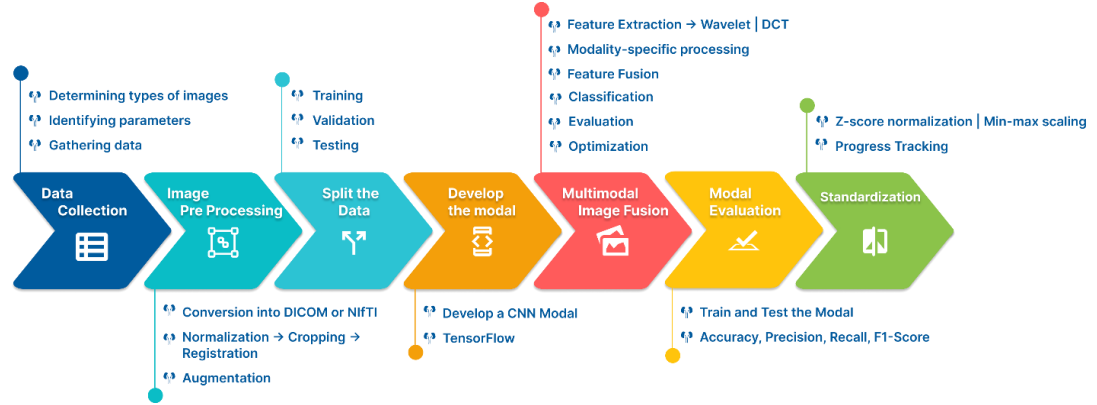 Feature Extraction → Wavelet | DCT
Modality-specific processing
Feature Fusion
Classification
Evaluation
Optimization
Determining types of images
Identifying parameters
Gathering data
Training
Validation
Testing
Z-score normalization | Min-max scaling
Progress Tracking
Data
Collection
Image
Pre Processing
Split the
Data
Develop
the modal
Multimodal
Image Fusion
Modal
Evaluation
Standardization
Conversion into DICOM or NIfTI
Normalization → Cropping →
Registration
Augmentation
Develop a CNN Modal
TensorFlow
Train and Test the Modal
Accuracy, Precision, Recall, F1-Score